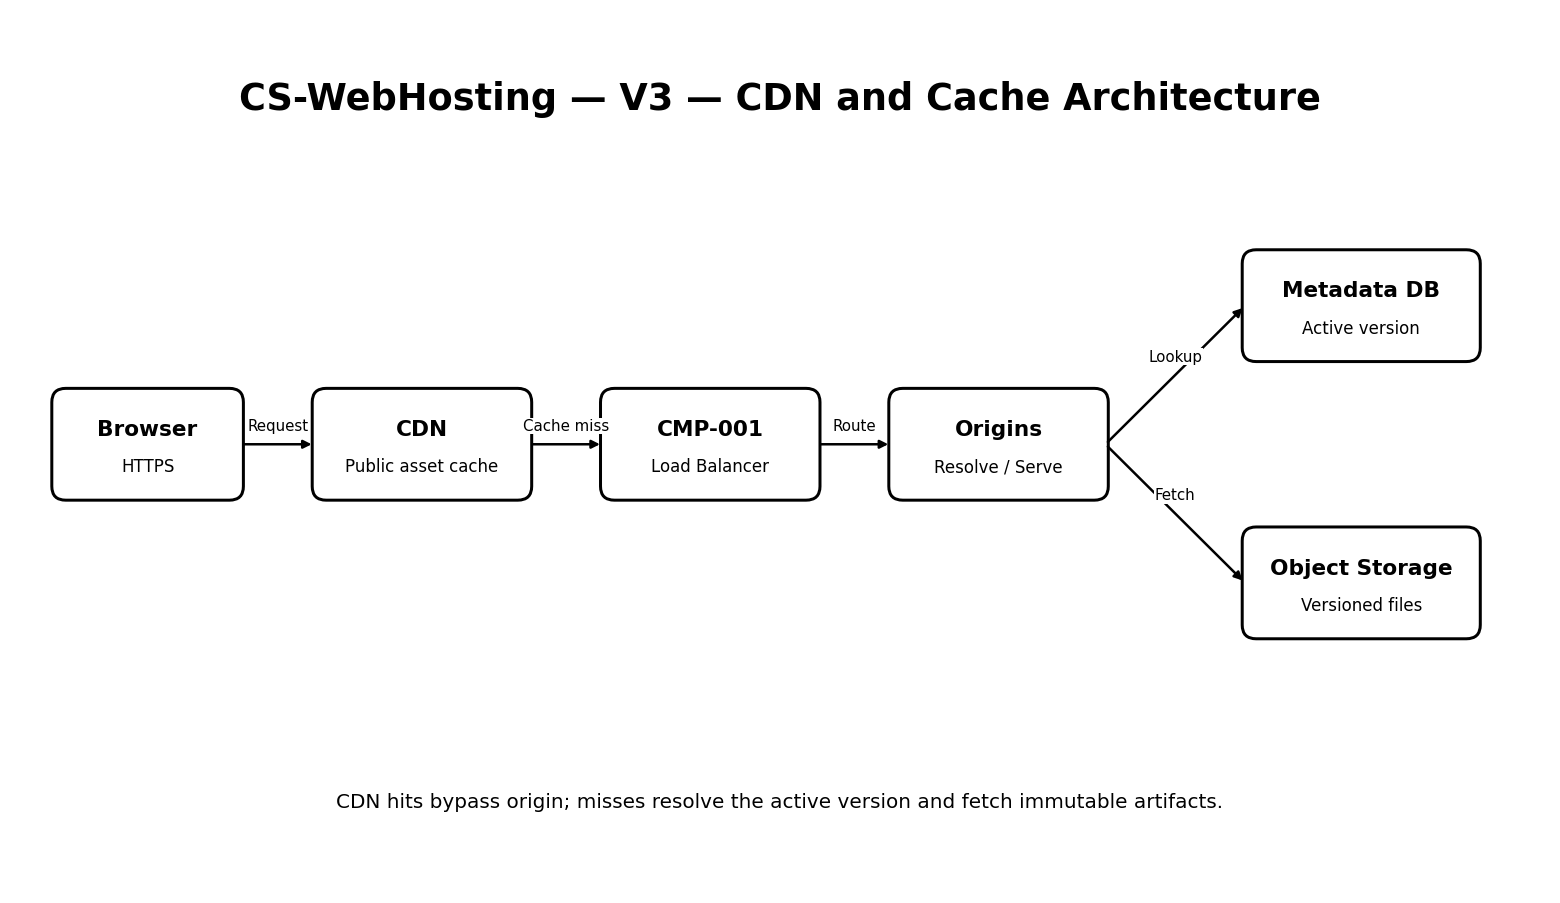 CS-WebHosting — V3 — CDN and Cache Architecture
Metadata DB
Active version
Lookup
Browser
HTTPS
Request
CDN
Public asset cache
Cache miss
CMP-001
Load Balancer
Route
Origins
Resolve / Serve
Fetch
Object Storage
Versioned files
CDN hits bypass origin; misses resolve the active version and fetch immutable artifacts.